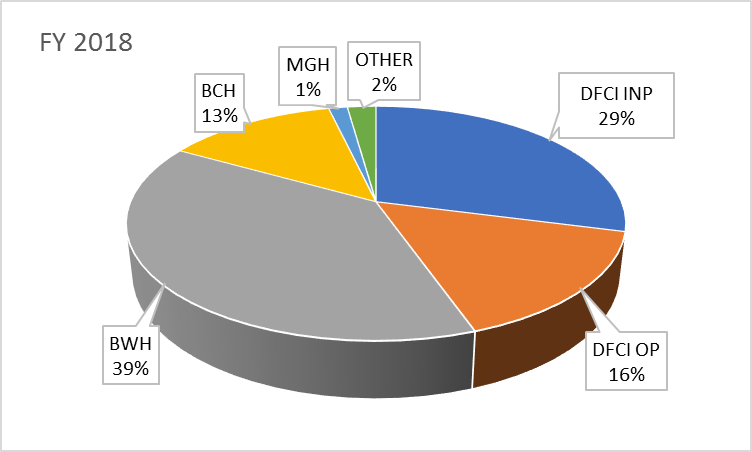 FY 2018
OTHER
2%
MGH
1%
BCH
13%
DFCI INP
29%
BWH
39%
DFCI OP
16%